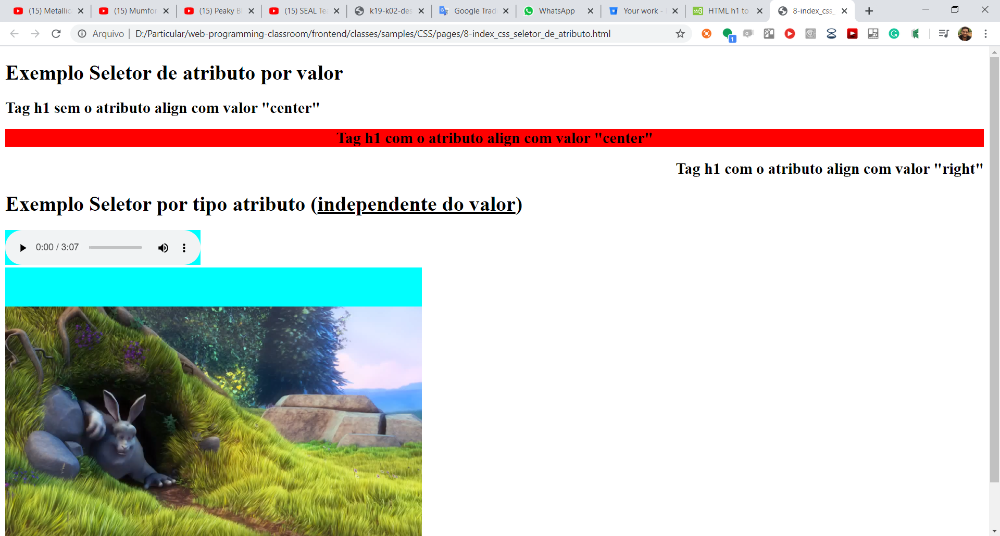 (15) Metallic
(15) Mumfor
(15) Peaky Bl
(15) SEAL Te
k19-k02-des
Google Trad
WhatsApp
Your work -
HTML h1 to
8-index_css_
Arquivo | D:/Particular/web-programming-classroom/frontend/classes/samples/CSS/pages/8-index_css_seletor_de_atributo.html
1
Exemplo Seletor de atributo por valor
Tag h1 sem o atributo align com valor "center"
Tag h1 com o atributo align com valor "center"
Tag h1 com o atributo align com valor "right"
Exemplo Seletor por tipo atributo (independente do valor)
0:00 / 3:07